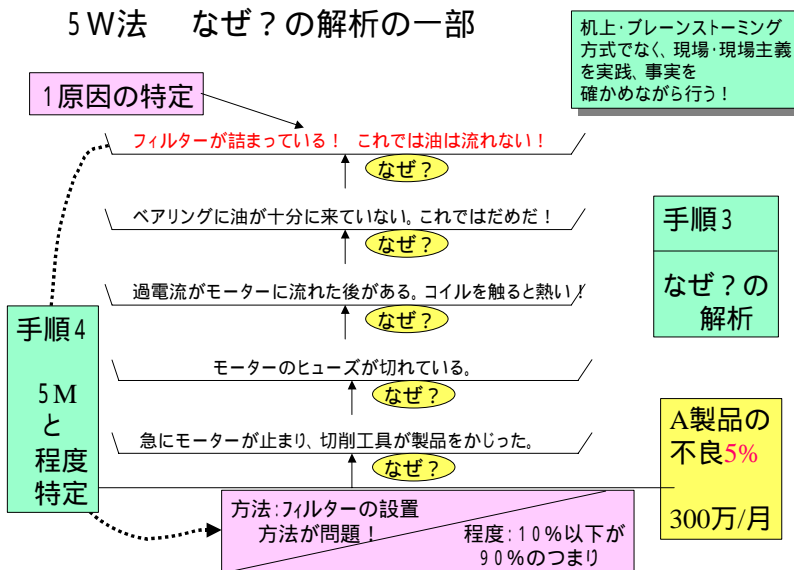 5W法 なぜ?の解析の一部
机上・ブレーンストーミング
方式でなく、現場・現場主義
を実践、事実を
確かめながら行う!
1原因の特定
フィルターが詰まっている! これでは油は流れない!
なぜ?
ベアリングに油が十分に来ていない。これではだめだ!
なぜ?
過電流がモーターに流れた後がある。コイルを触ると熱い!
なぜ?
モーターのヒューズが切れている。
なぜ?
急にモーターが止まり、切削工具が製品をかじった。
なぜ?
手順3
なぜ?の
解析
手順4
5M
と
程度
特定
A製品の
不良5%
300万/月
方法:フィルターの設置
方法が問題!
程度:10%以下が
90%のつまり